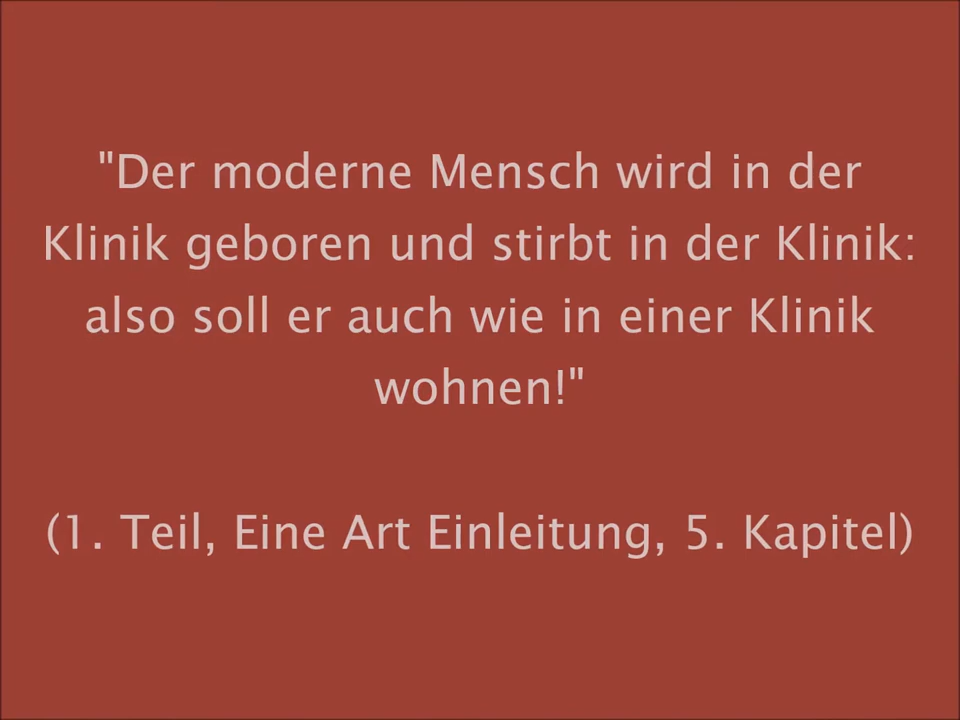 "Der moderne Mensch wird in der
Klinik geboren und stirbt in der Klinik:
also soll er auch wie in einer Klinik
wohnen!"
(1. Teil, Eine Art Einleitung, 5. Kapitel)